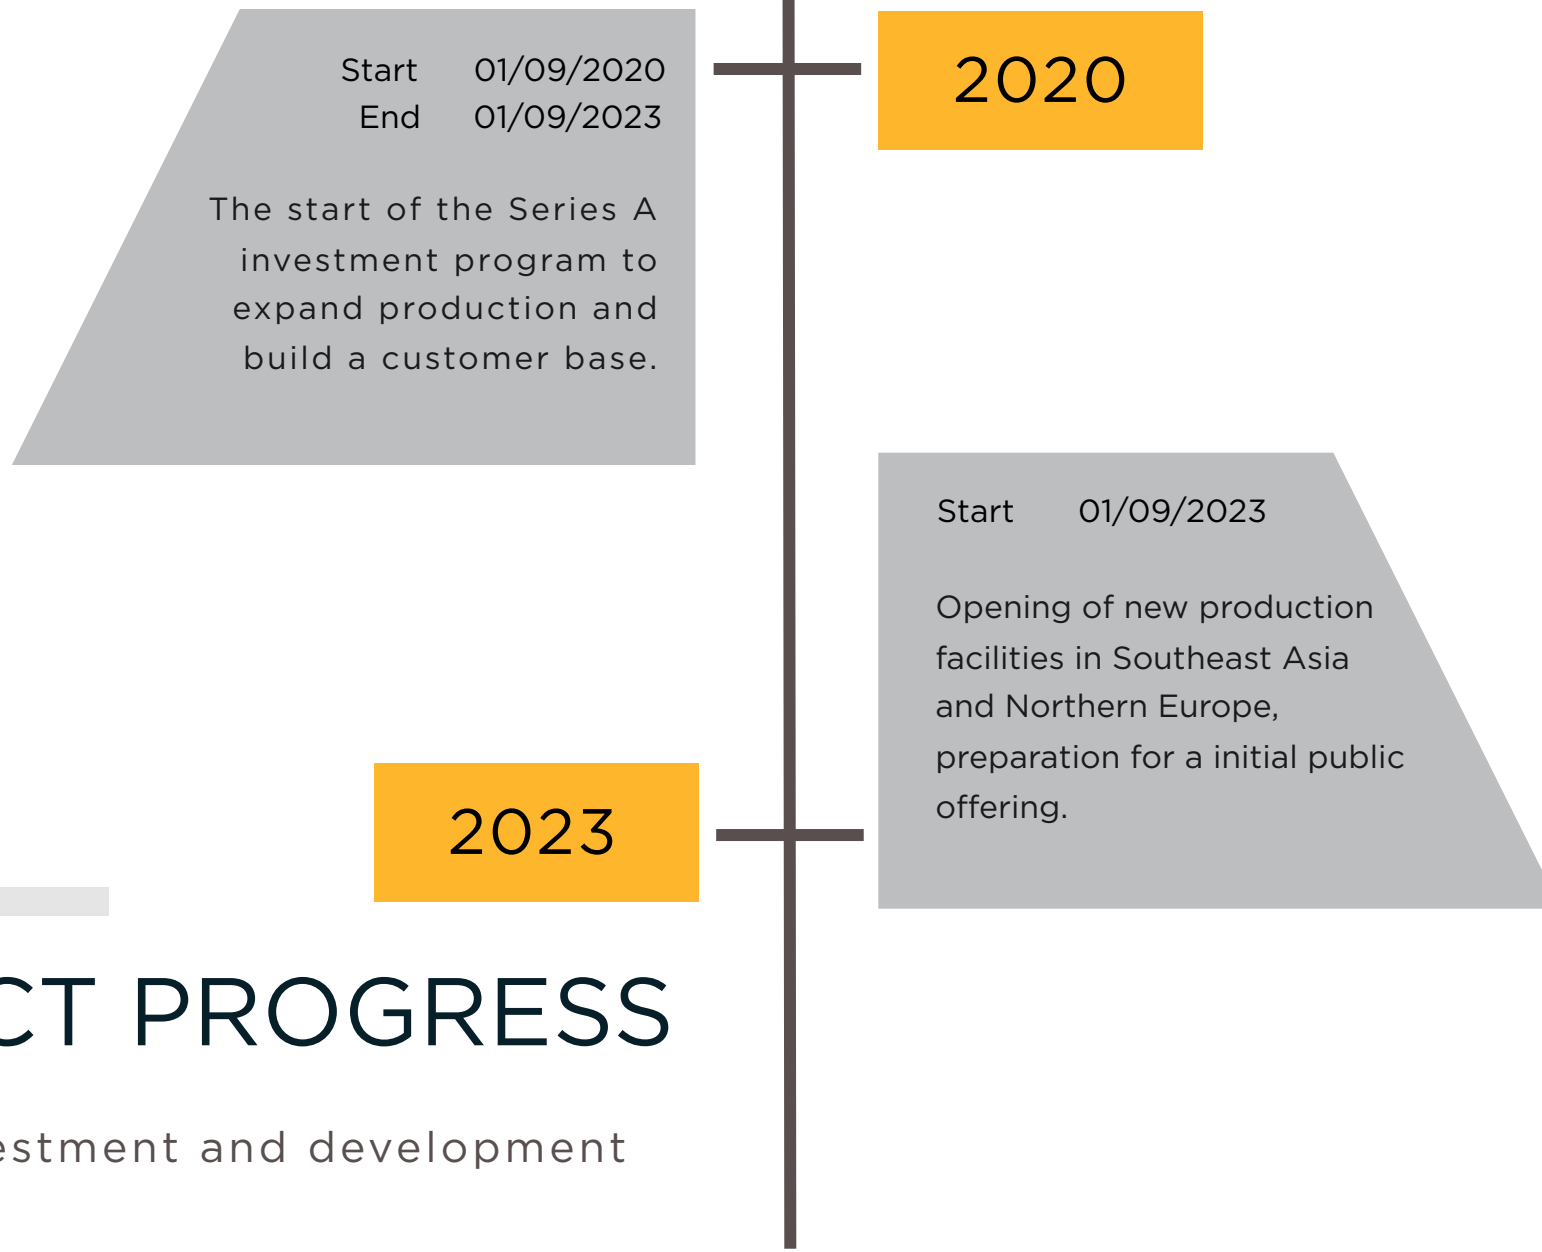 Start 01/09/2020
End 01/09/2023
The start of the Series A
investment program to
expand production and
build a customer base.
2020
Start 01/09/2023
Opening of new production
facilities in Southeast Asia
and Northern Europe,
preparation for a initial public
offering.
2023
CT PROGRESS
estment and development